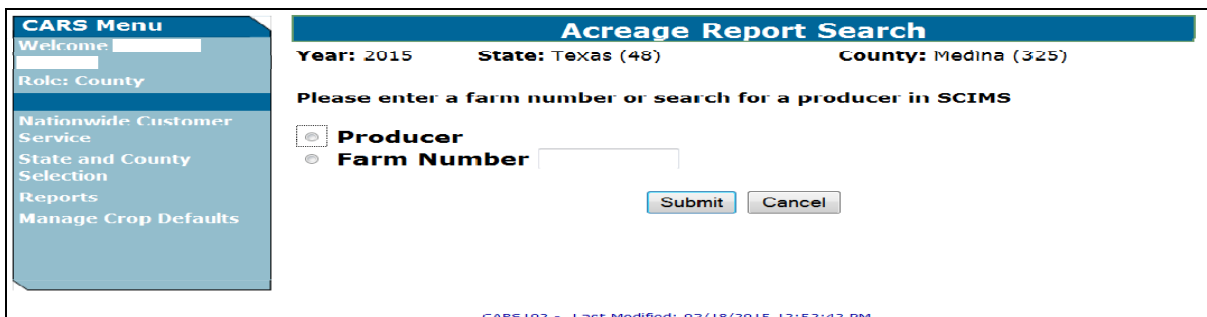 CARS Menu
Welcome
Role: County
Nationwide Customer
Service
State and County
Selection
Reports
Manage Crop Defaults
Acreage Report Search
Year: 2015 State: Texas (48) County: Medina (325)
Please enter a farm number or search for a producer in SCIMS
Producer
Farm Number
Submit Cancel
Last Modified: